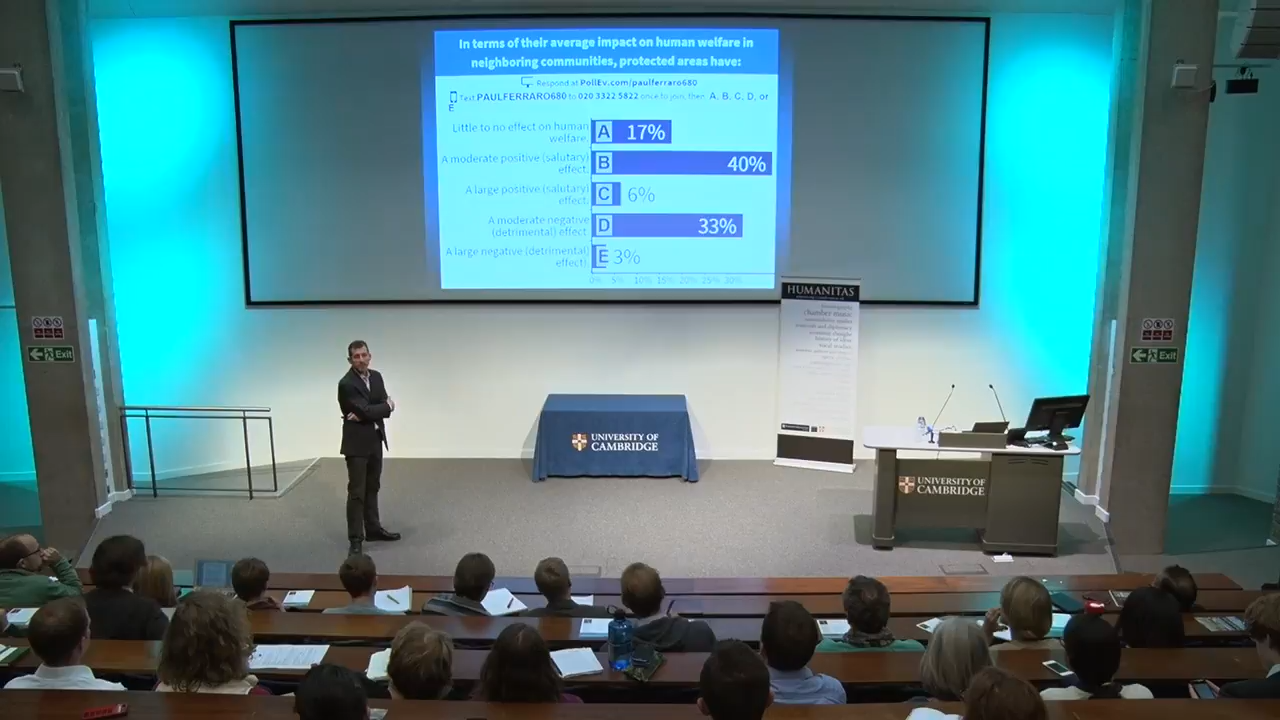 In terms of their average impact on human welfare in
neighboring communities, protected areas have:
Respond at PollEv.com/paulferraro680
Text PAULFERRARO680 to 020 3322 5822 once to join, then A, B, C, D, or
E
Little to no effect on human
welfare.
A 17%
A moderate positive (salutary)
effect.
B 40%
A large positive (salutary)
effect.
C 6%
A moderate negative
(detrimental) effect
D 33%
A large negative (detrimental)
effect)
E 3%
0% 5% 10% 15% 20% 25% 30%
HUMANITAS
chamber music
Exit
Exit
UNIVERSITY OF
CAMBRIDGE
UNIVERSITY OF
CAMBRIDGE